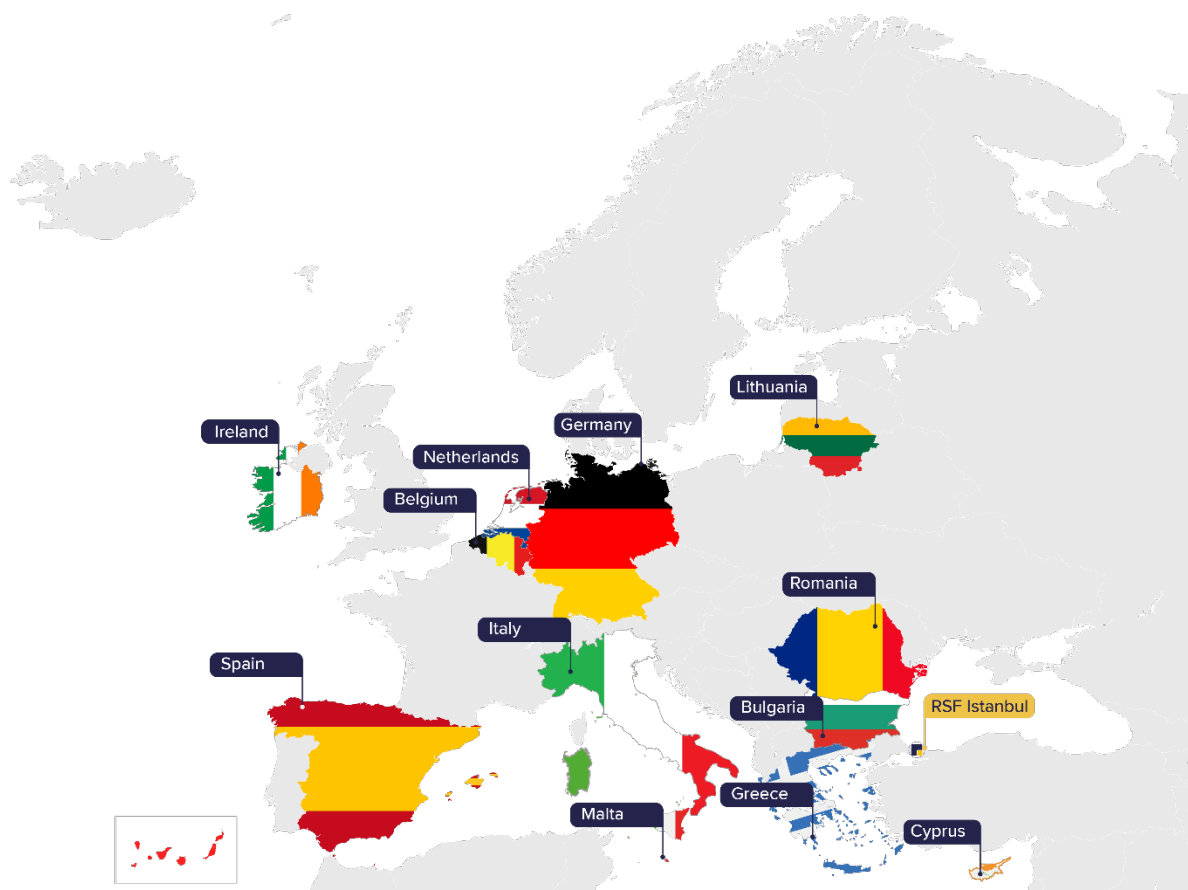 Lithuania
Germany
Ireland
Netherlands
Belgium
Romania
Italy
Spain
Bulgaria
RSF Istanbul
Greece
Malta
Cyprus